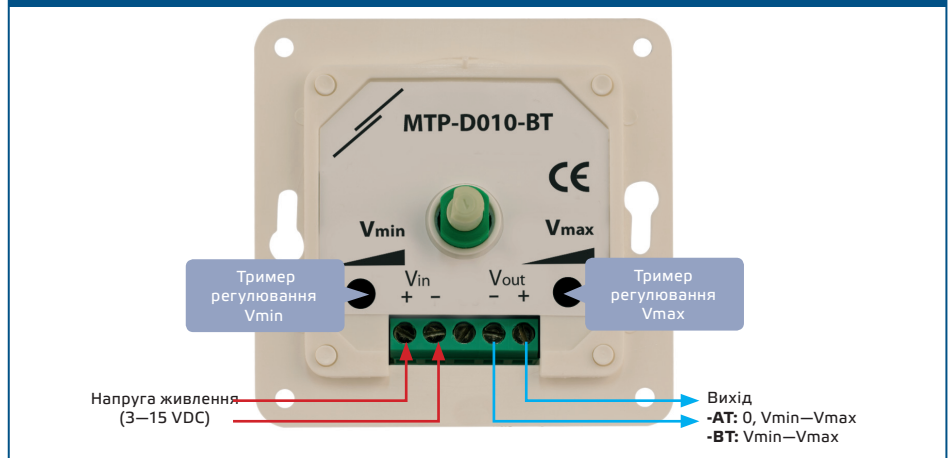 MTP-D010-BT
CE
Vmin
Vmax
Тример
регулювання
Vmin
Vin
+ −
Vout
− +
Тример
регулювання
Vmax
Напруга живлення
(3—15 VDC)
Вихід
-AT: 0, Vmin—Vmax
-BT: Vmin—Vmax